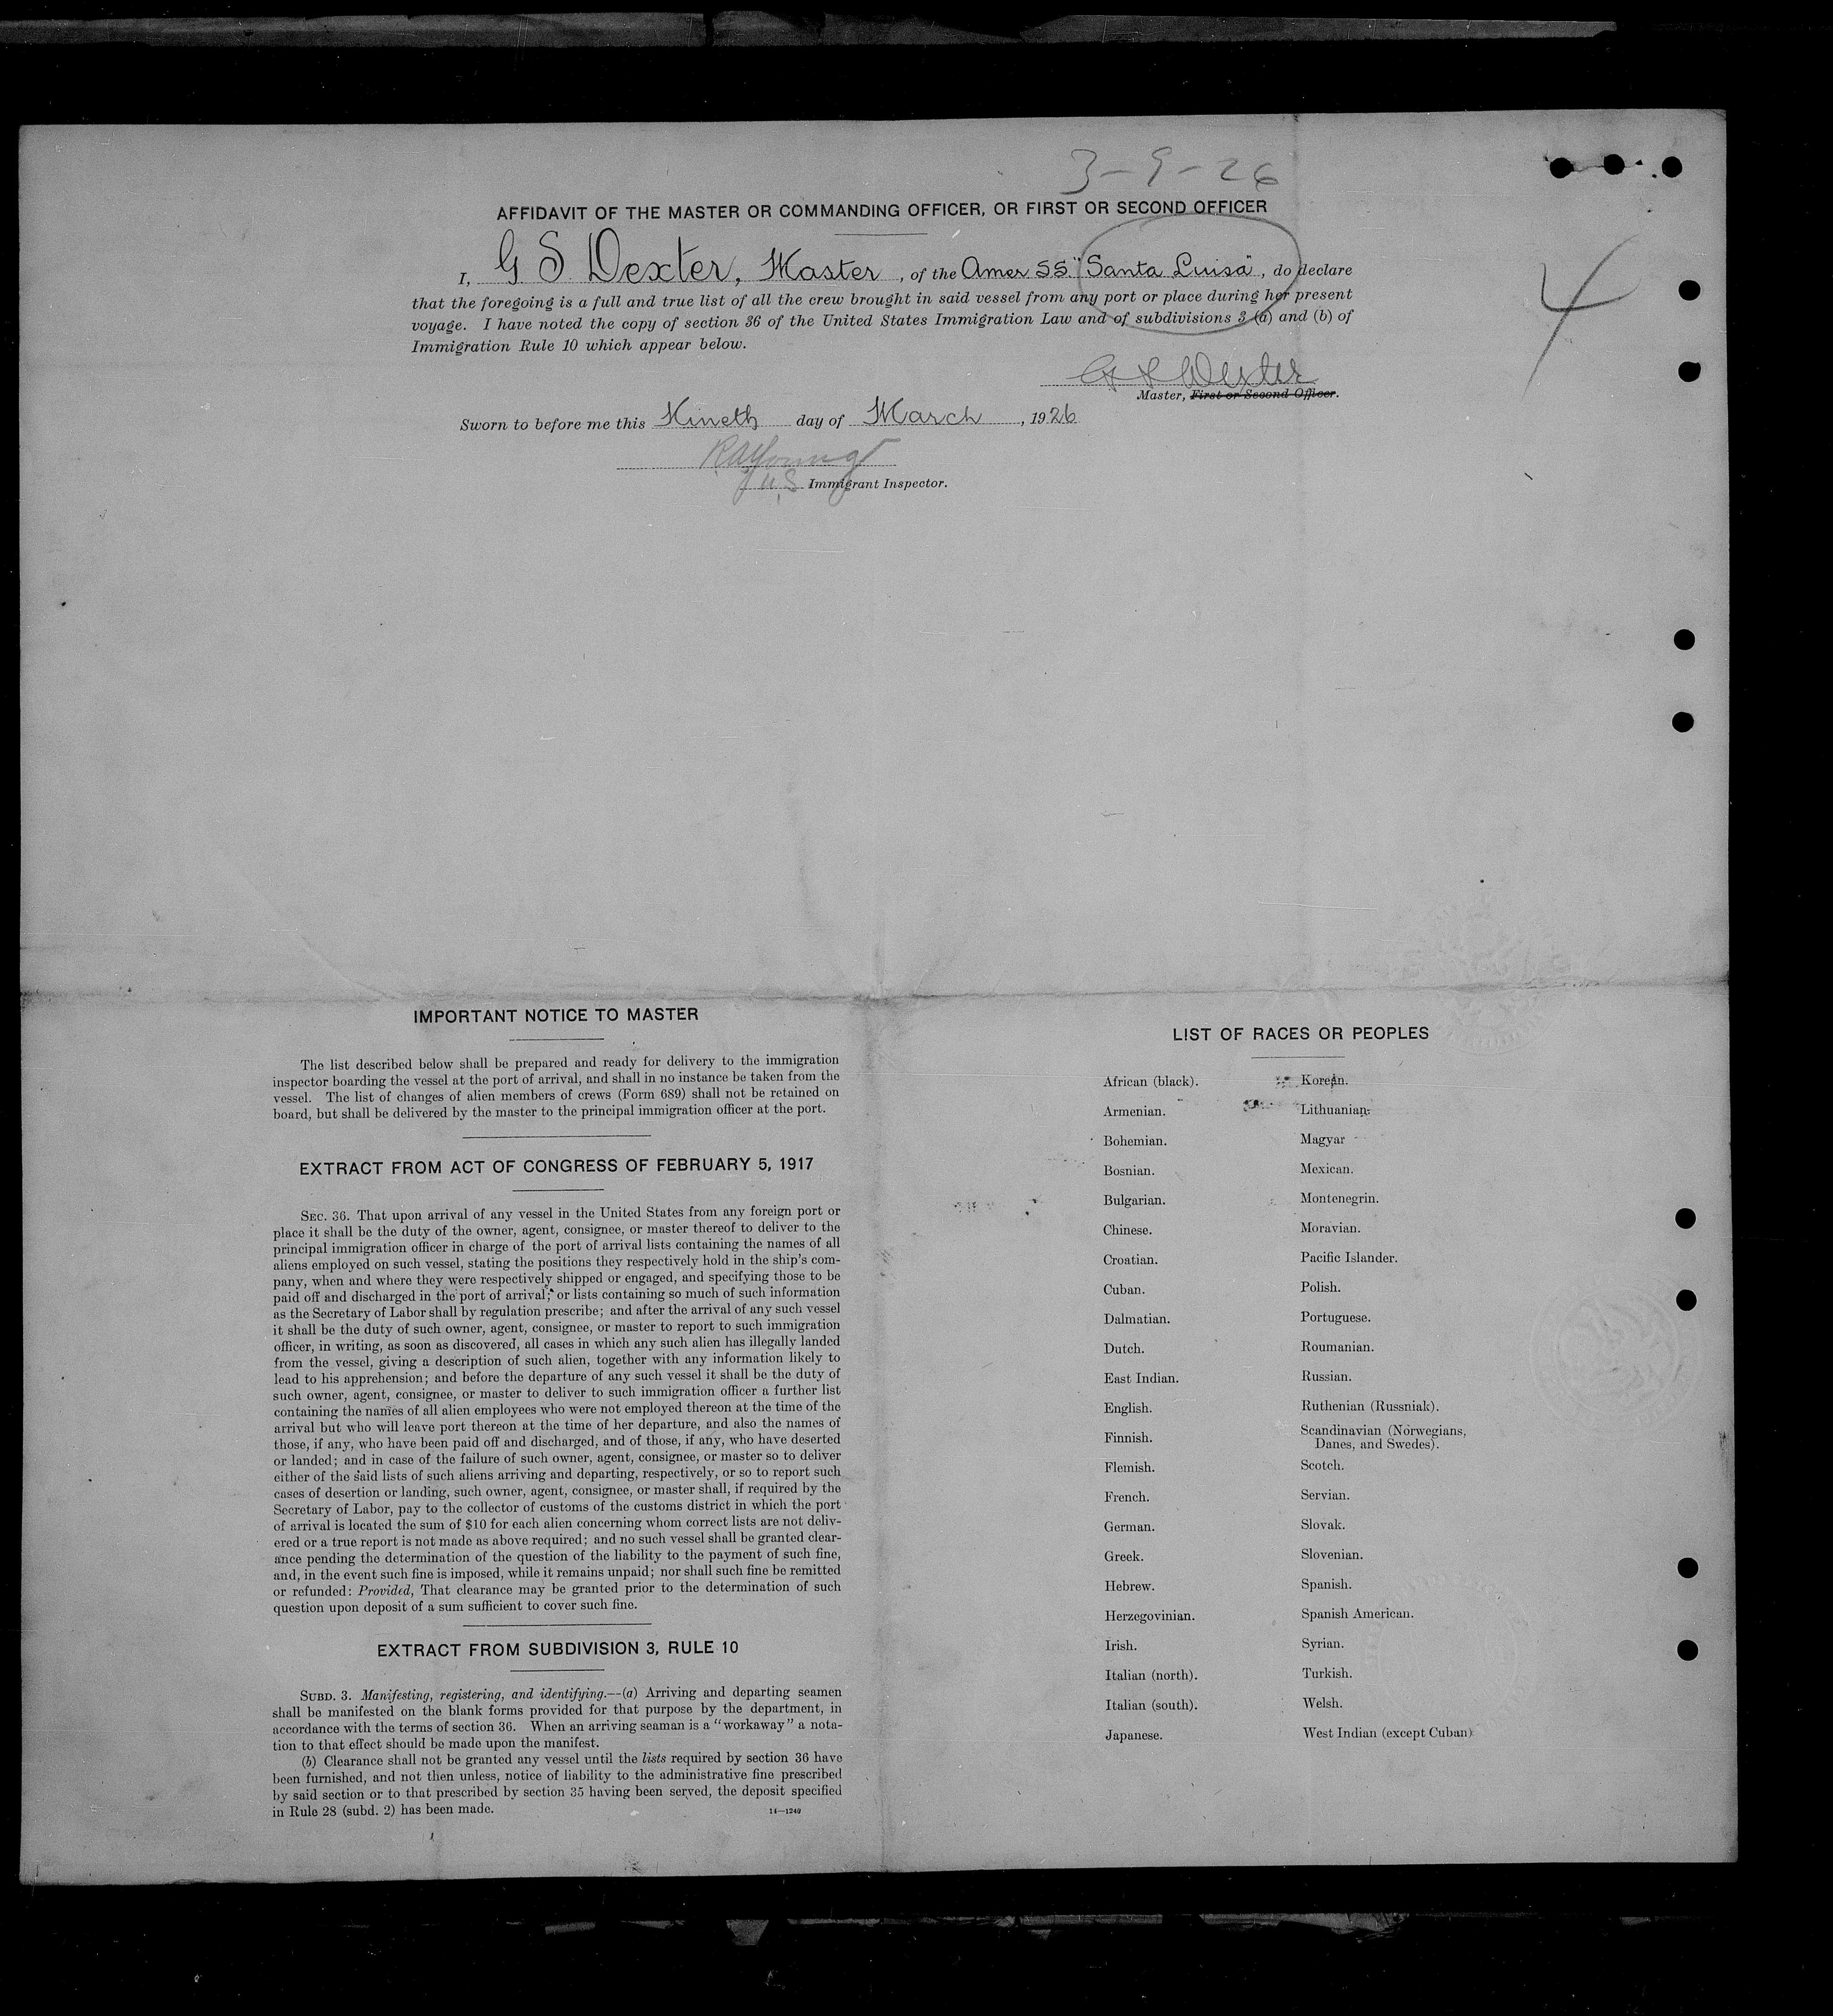 3-9-26
AFFIDAVIT OF THE MASTER OR COMMANDING OFFICER, OR FIRST OR SECOND OFFICER
I, G. S. Dexter, Master, of the Amer SS. "Santa Luisa", do declare
that the foregoing is a full and true list of all the crew brought in said vessel from any port or place during her present
voyage. I have noted the copy of section 36 of the United States Immigration Law and of subdivisions 3 (a) and (b) of
Immigration Rule 10 which appear below.
4
G S Dexter
Master, First or Second Officer.
Sworn to before me this Nineth day of March, 1926
R A Young
U.S. Immigrant Inspector.
IMPORTANT NOTICE TO MASTER
The list described below shall be prepared and ready for delivery to the immigration
inspector boarding the vessel at the port of arrival, and shall in no instance be taken from the
vessel. The list of changes of alien members of crews (Form 689) shall not be retained on
board, but shall be delivered by the master to the principal immigration officer at the port.
EXTRACT FROM ACT OF CONGRESS OF FEBRUARY 5, 1917
SEC. 36. That upon arrival of any vessel in the United States from any foreign port or
place it shall be the duty of the owner, agent, consignee, or master thereof to deliver to the
principal immigration officer in charge of the port of arrival lists containing the names of all
aliens employed on such vessel, stating the positions they respectively hold in the ship's com-
pany, when and where they were respectively shipped or engaged, and specifying those to be
paid off and discharged in the port of arrival; or lists containing so much of such information
as the Secretary of Labor shall by regulation prescribe; and after the arrival of any such vessel
it shall be the duty of such owner, agent, consignee, or master to report to such immigration
officer, in writing, as soon as discovered, all cases in which any such alien has illegally landed
from the vessel, giving a description of such alien, together with any information likely to
lead to his apprehension; and before the departure of any such vessel it shall be the duty of
such owner, agent, consignee, or master to deliver to such immigration officer a further list
containing the names of all alien employees who were not employed thereon at the time of the
arrival but who will leave port thereon at the time of her departure, and also the names of
those, if any, who have been paid off and discharged, and of those, if any, who have deserted
or landed; and in case of the failure of such owner, agent, consignee, or master so to deliver
either of the said lists of such aliens arriving and departing, respectively, or so to report such
cases of desertion or landing, such owner, agent, consignee, or master shall, if required by the
Secretary of Labor, pay to the collector of customs of the customs district in which the port
of arrival is located the sum of $10 for each alien concerning whom correct lists are not deliv-
ered or a true report is not made as above required; and no such vessel shall be granted clear-
ance pending the determination of the question of the liability to the payment of such fine,
and, in the event such fine is imposed, while it remains unpaid; nor shall such fine be remitted
or refunded: Provided, That clearance may be granted prior to the determination of such
question upon deposit of a sum sufficient to cover such fine.
EXTRACT FROM SUBDIVISION 3, RULE 10
SUBD. 3. Manifesting, registering, and identifying.--(a) Arriving and departing seamen
shall be manifested on the blank forms provided for that purpose by the department, in
accordance with the terms of section 36. When an arriving seaman is a "workaway" a nota-
tion to that effect should be made upon the manifest.
(b) Clearance shall not be granted any vessel until the lists required by section 36 have
been furnished, and not then unless, notice of liability to the administrative fine prescribed
by said section or to that prescribed by section 35 having been served, the deposit specified
in Rule 28 (subd. 2) has been made.
14—1240
LIST OF RACES OR PEOPLES
African (black).
Armenian.
Bohemian.
Bosnian.
Bulgarian.
Chinese.
Croatian.
Cuban.
Dalmatian.
Dutch.
East Indian.
English.
Finnish.
Flemish.
French.
German.
Greek.
Hebrew.
Herzegovinian.
Irish.
Italian (north).
Italian (south).
Japanese.
Korean.
Lithuanian.
Magyar
Mexican.
Montenegrin.
Moravian.
Pacific Islander.
Polish.
Portuguese.
Roumanian.
Russian.
Ruthenian (Russniak).
Scandinavian (Norwegians,
Danes, and Swedes).
Scotch.
Servian.
Slovak.
Slovenian.
Spanish.
Spanish American.
Syrian.
Turkish.
Welsh.
West Indian (except Cuban)